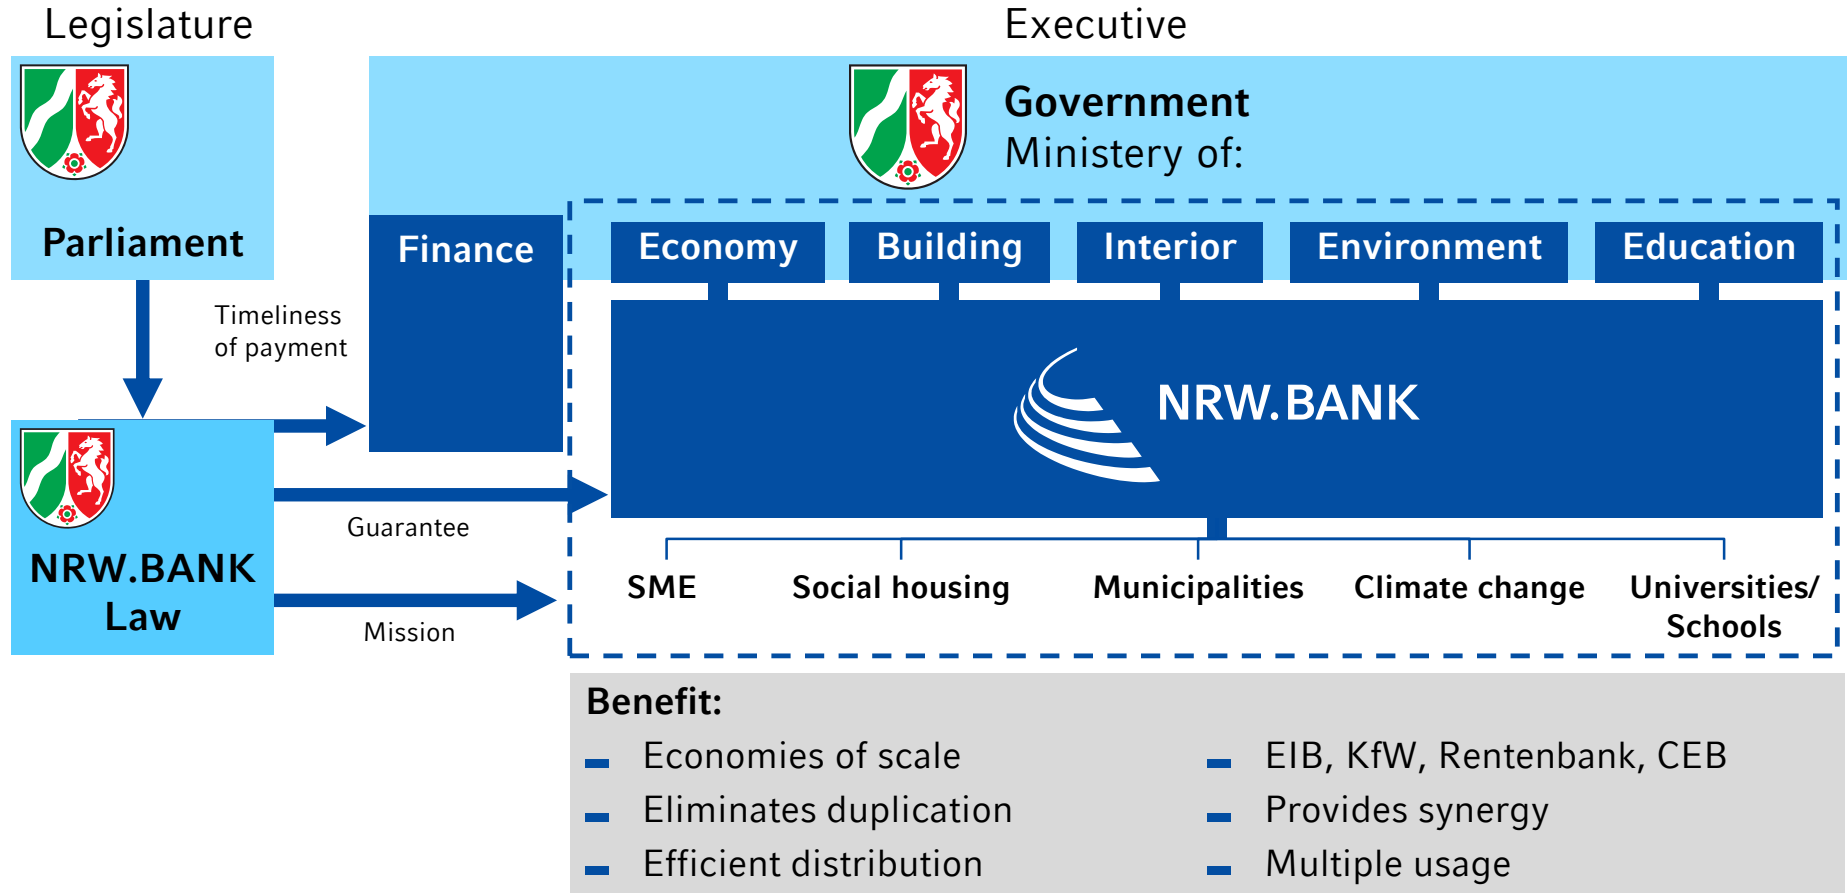 Legislature
Executive
Government
Ministery of:
Parliament
Finance
Economy
Building
Interior
Environment
Education
Timeliness
of payment
NRW.BANK
Guarantee
NRW.BANK
Law
Mission
SME
Social housing
Municipalities
Climate change
Universities/
Schools
Benefit:
Economies of scale
Eliminates duplication
Efficient distribution
EIB, KfW, Rentenbank, CEB
Provides synergy
Multiple usage